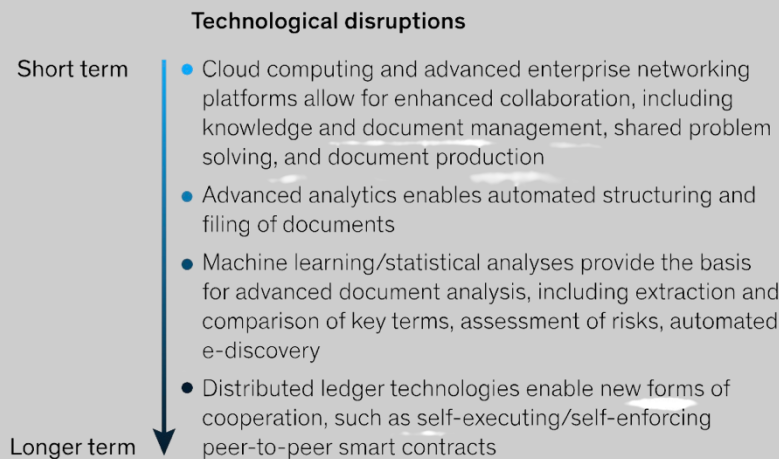 Technological disruptions
Short term
Cloud computing and advanced enterprise networking
platforms allow for enhanced collaboration, including
knowledge and document management, shared problem
solving, and document production
Advanced analytics enables automated structuring and
filing of documents
Machine learning/statistical analyses provide the basis
for advanced document analysis, including extraction and
comparison of key terms, assessment of risks, automated
e-discovery
Distributed ledger technologies enable new forms of
cooperation, such as self-executing/self-enforcing
peer-to-peer smart contracts
Longer term